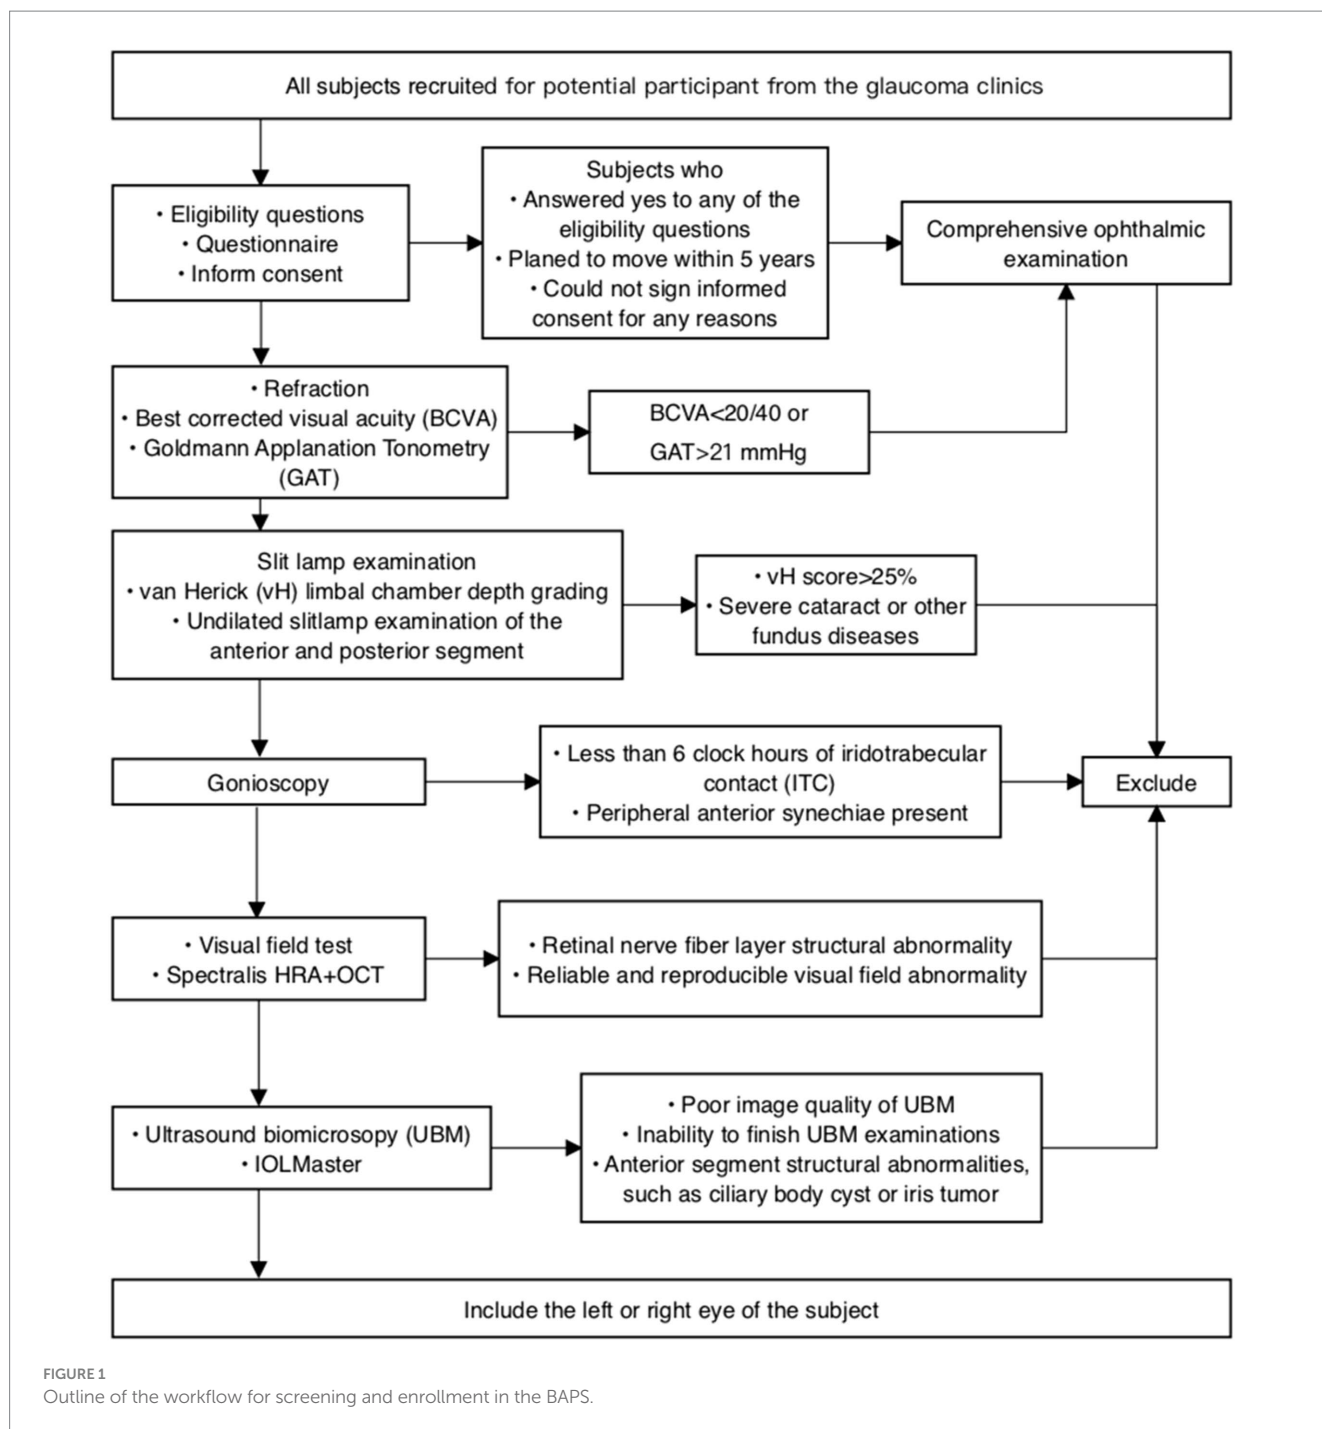 All subjects recruited for potential participant from the glaucoma clinics
• Eligibility questions
• Questionnaire
• Inform consent
Subjects who
• Answered yes to any of the
eligibility questions
• Planed to move within 5 years
• Could not sign informed
consent for any reasons
Comprehensive ophthalmic
examination
• Refraction
• Best corrected visual acuity (BCVA)
• Goldmann Applanation Tonometry
(GAT)
BCVA<20/40 or
GAT>21 mmHg
Slit lamp examination
• van Herick (vH) limbal chamber depth grading
• Undilated slitlamp examination of the
anterior and posterior segment
• vH score>25%
• Severe cataract or other
fundus diseases
Gonioscopy
• Less than 6 clock hours of iridotrabecular
contact (ITC)
• Peripheral anterior synechiae present
Exclude
• Visual field test
• Spectralis HRA+OCT
• Retinal nerve fiber layer structural abnormality
• Reliable and reproducible visual field abnormality
• Ultrasound biomicrosopy (UBM)
• IOLMaster
• Poor image quality of UBM
• Inability to finish UBM examinations
• Anterior segment structural abnormalities,
such as ciliary body cyst or iris tumor
Include the left or right eye of the subject
FIGURE 1
Outline of the workflow for screening and enrollment in the BAPS.